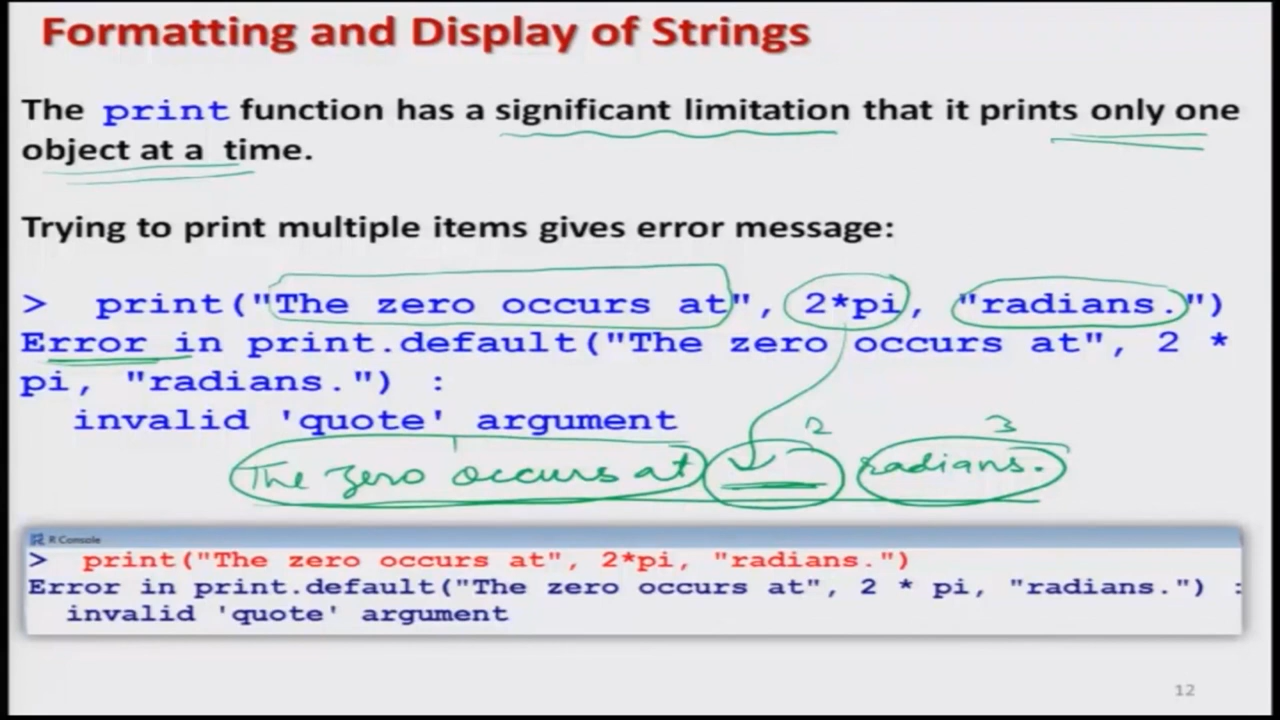 Formatting and Display of Strings
The print function has a significant limitation that it prints only one
object at a time.
Trying to print multiple items gives error message:
> print("The zero occurs at", 2*pi, "radians.")
Error in print.default("The zero occurs at", 2 *
pi, "radians.") :
invalid 'quote' argument
2 3
The zero occurs at radians.
R Console
> print("The zero occurs at", 2*pi, "radians.")
Error in print.default("The zero occurs at", 2 * pi, "radians.") :
invalid 'quote' argument
12